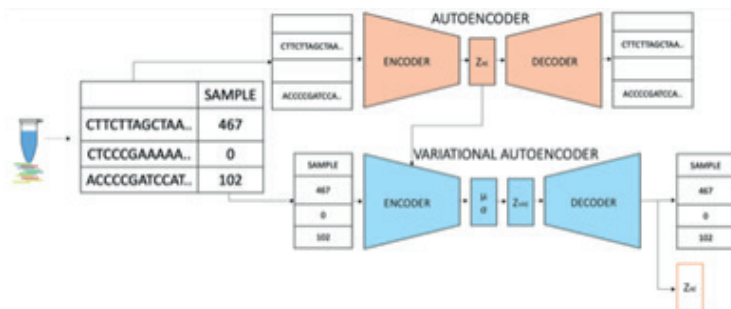 AUTOENCODER
CTTCTTAGCTAA..
ACCCCGATCCA..
ENCODER
DECODER
CTTCTTAGCTAA..
ACCCCGATCCA..
SAMPLE
CTTCTTAGCTAA.. 467
CTCCCGAAAAA.. 0
ACCCCGATCCAT.. 102
VARIATIONAL AUTOENCODER
SAMPLE
467
0
102
ENCODER
μ
σ
DECODER
SAMPLE
467
0
102